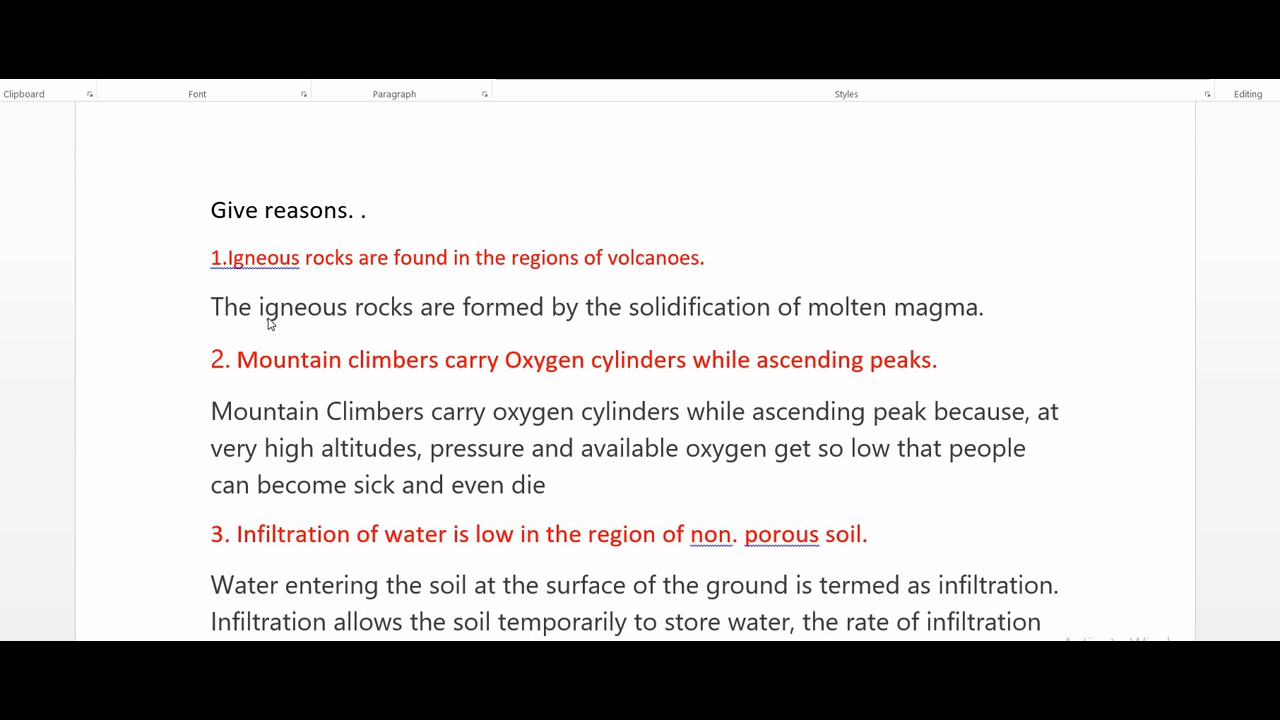 Clipboard Font Paragraph Styles Editing
Give reasons. .
1.Igneous rocks are found in the regions of volcanoes.
The igneous rocks are formed by the solidification of molten magma.
2. Mountain climbers carry Oxygen cylinders while ascending peaks.
Mountain Climbers carry oxygen cylinders while ascending peak because, at
very high altitudes, pressure and available oxygen get so low that people
can become sick and even die
3. Infiltration of water is low in the region of non. porous soil.
Water entering the soil at the surface of the ground is termed as infiltration.
Infiltration allows the soil temporarily to store water, the rate of infiltration